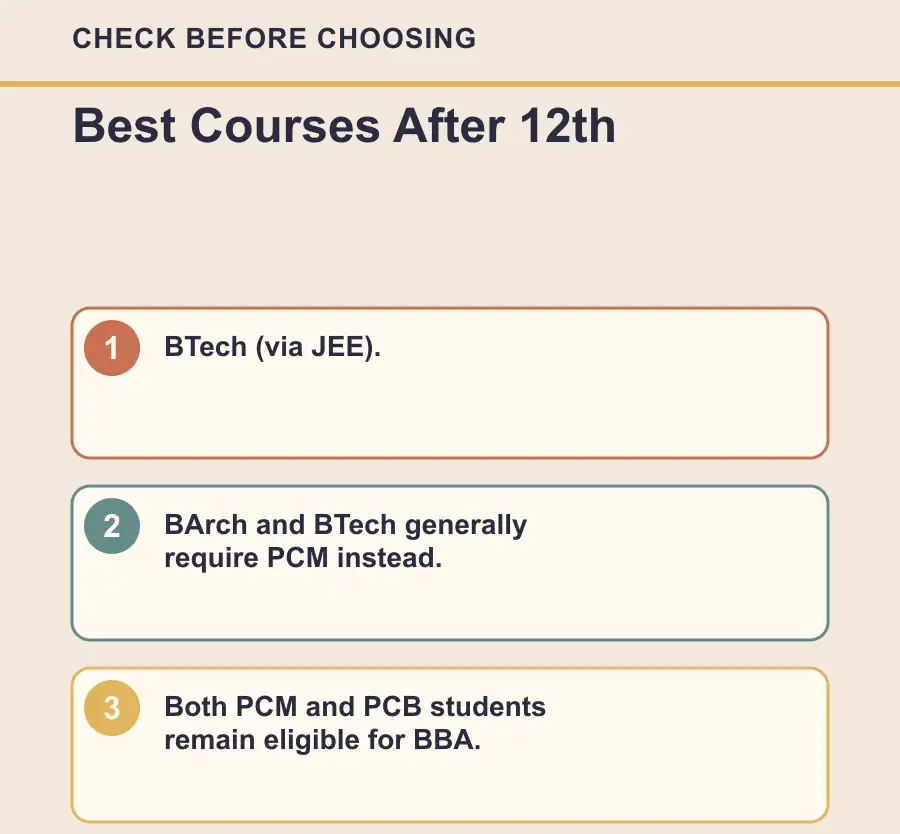 CHECK BEFORE CHOOSING
Best Courses After 12th
1
BTech (via JEE).
2
BArch and BTech generally
require PCM instead.
3
Both PCM and PCB students
remain eligible for BBA.